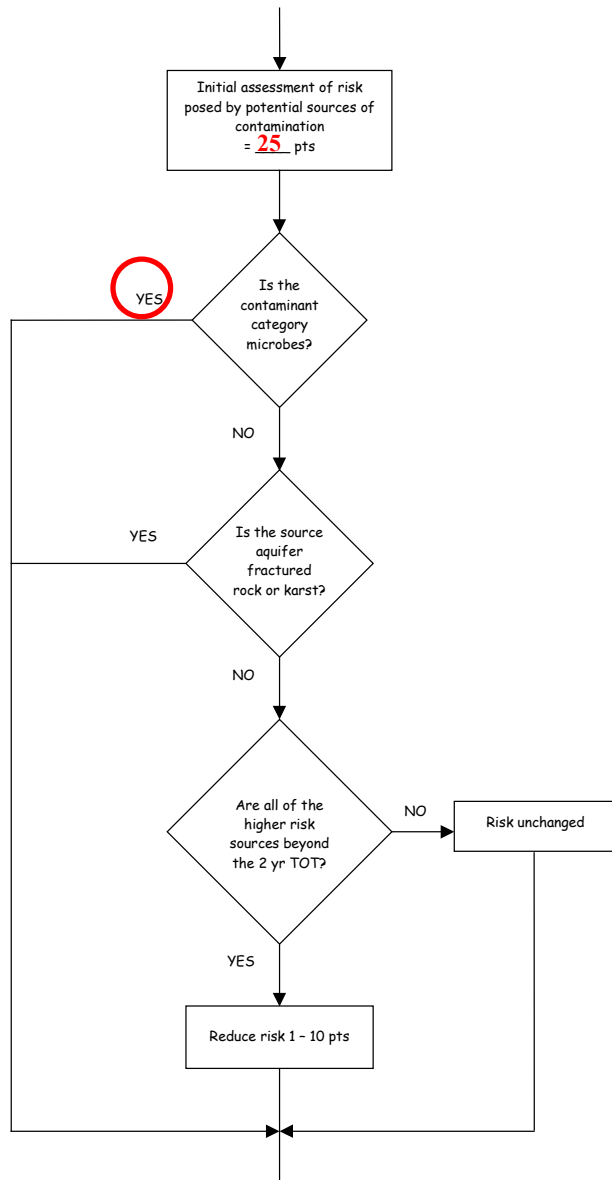 Initial assessment of risk
posed by potential sources of
contamination
= 25 pts
YES
Is the
contaminant
category
microbes?
NO
YES
Is the source
aquifer
fractured
rock or karst?
NO
Are all of the
higher risk
sources beyond
the 2 yr TOT?
NO
Risk unchanged
YES
Reduce risk 1 – 10 pts